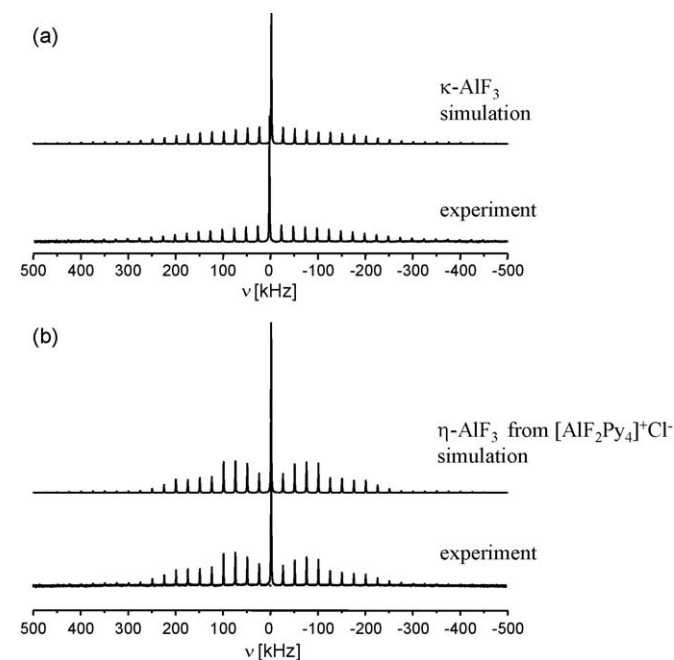 (a)
κ-AlF₃
simulation
experiment
500 400 300 200 100 0 -100 -200 -300 -400 -500
ν [kHz]
(b)
η-AlF₃ from [AlF₂Py₄]⁺Cl⁻
simulation
experiment
500 400 300 200 100 0 -100 -200 -300 -400 -500
ν [kHz]